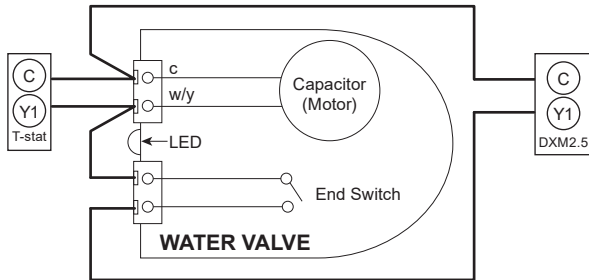 C
Y1
T-stat
c
w/y
LED
Capacitor
(Motor)
End Switch
WATER VALVE
C
Y1
DXM2.5